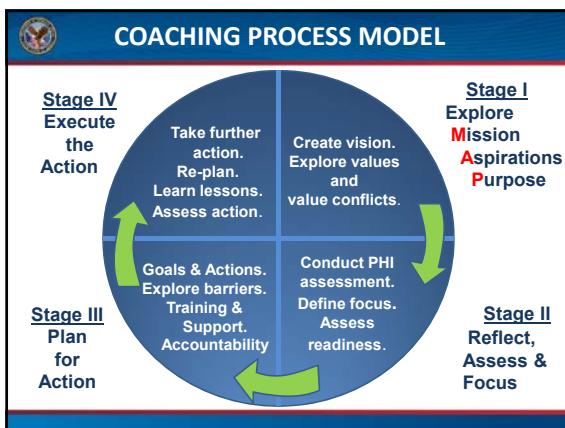 COACHING PROCESS MODEL
Stage I
Explore
Mission
Aspirations
Purpose
Create vision.
Explore values
and
value conflicts.
Stage II
Reflect,
Assess &
Focus
Conduct PHI
assessment.
Define focus.
Assess
readiness.
Stage III
Plan
for
Action
Goals & Actions.
Explore barriers.
Training &
Support.
Accountability
Stage IV
Execute
the
Action
Take further
action.
Re-plan.
Learn lessons.
Assess action.